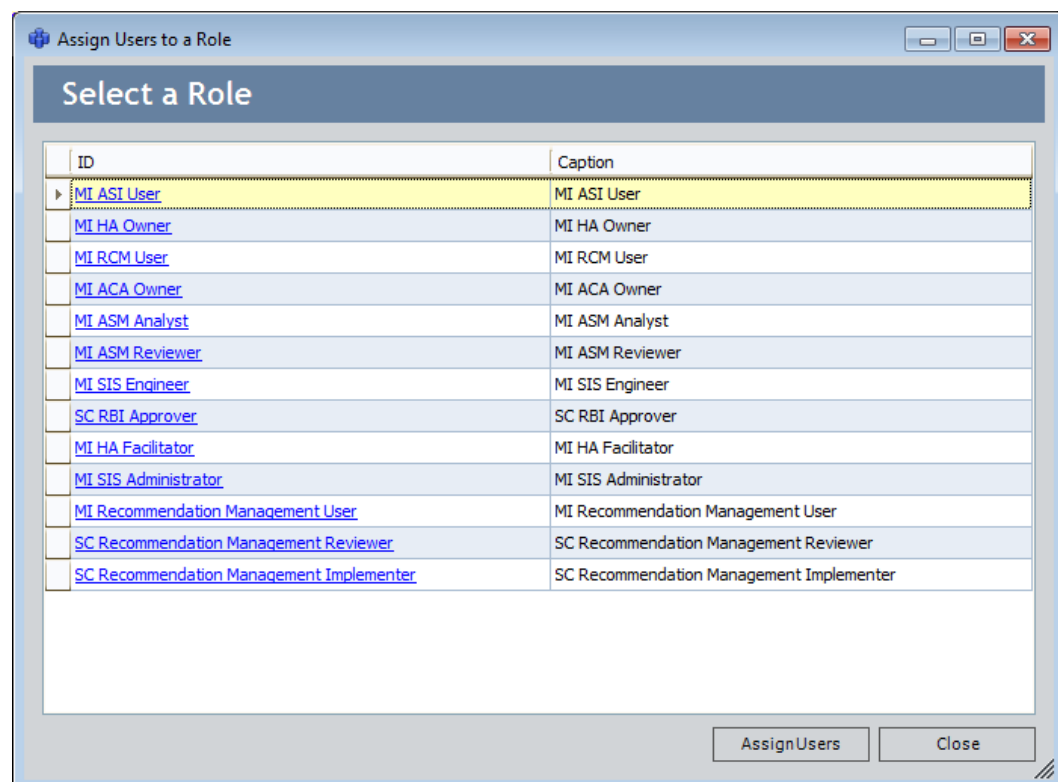 Assign Users to a Role
Select a Role
ID Caption
MI ASI User MI ASI User
MI HA Owner MI HA Owner
MI RCM User MI RCM User
MI ACA Owner MI ACA Owner
MI ASM Analyst MI ASM Analyst
MI ASM Reviewer MI ASM Reviewer
MI SIS Engineer MI SIS Engineer
SC RBI Approver SC RBI Approver
MI HA Facilitator MI HA Facilitator
MI SIS Administrator MI SIS Administrator
MI Recommendation Management User MI Recommendation Management User
SC Recommendation Management Reviewer SC Recommendation Management Reviewer
SC Recommendation Management Implementer SC Recommendation Management Implementer
AssignUsers Close